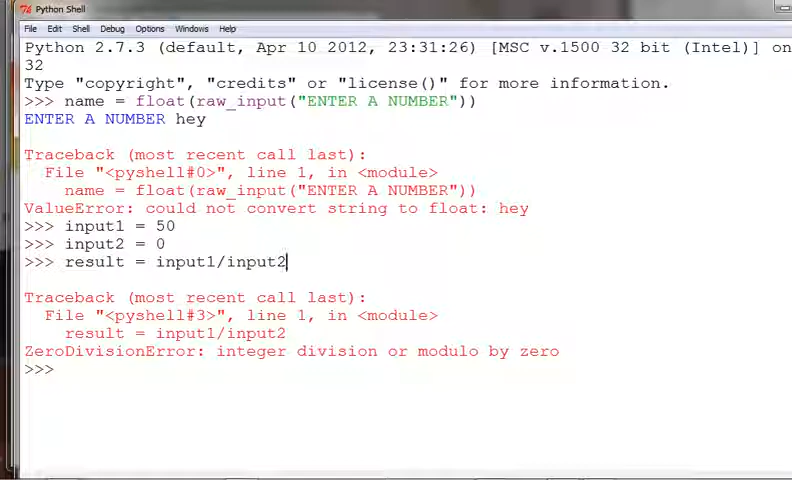 Python Shell
File Edit Shell Debug Options Windows Help
Python 2.7.3 (default, Apr 10 2012, 23:31:26) [MSC v.1500 32 bit (Intel)] on
32
Type "copyright", "credits" or "license()" for more information.
>>> name = float(raw_input("ENTER A NUMBER"))
ENTER A NUMBER hey
Traceback (most recent call last):
  File "<pyshell#0>", line 1, in <module>
    name = float(raw_input("ENTER A NUMBER"))
ValueError: could not convert string to float: hey
>>> input1 = 50
>>> input2 = 0
>>> result = input1/input2
Traceback (most recent call last):
  File "<pyshell#3>", line 1, in <module>
    result = input1/input2
ZeroDivisionError: integer division or modulo by zero
>>>